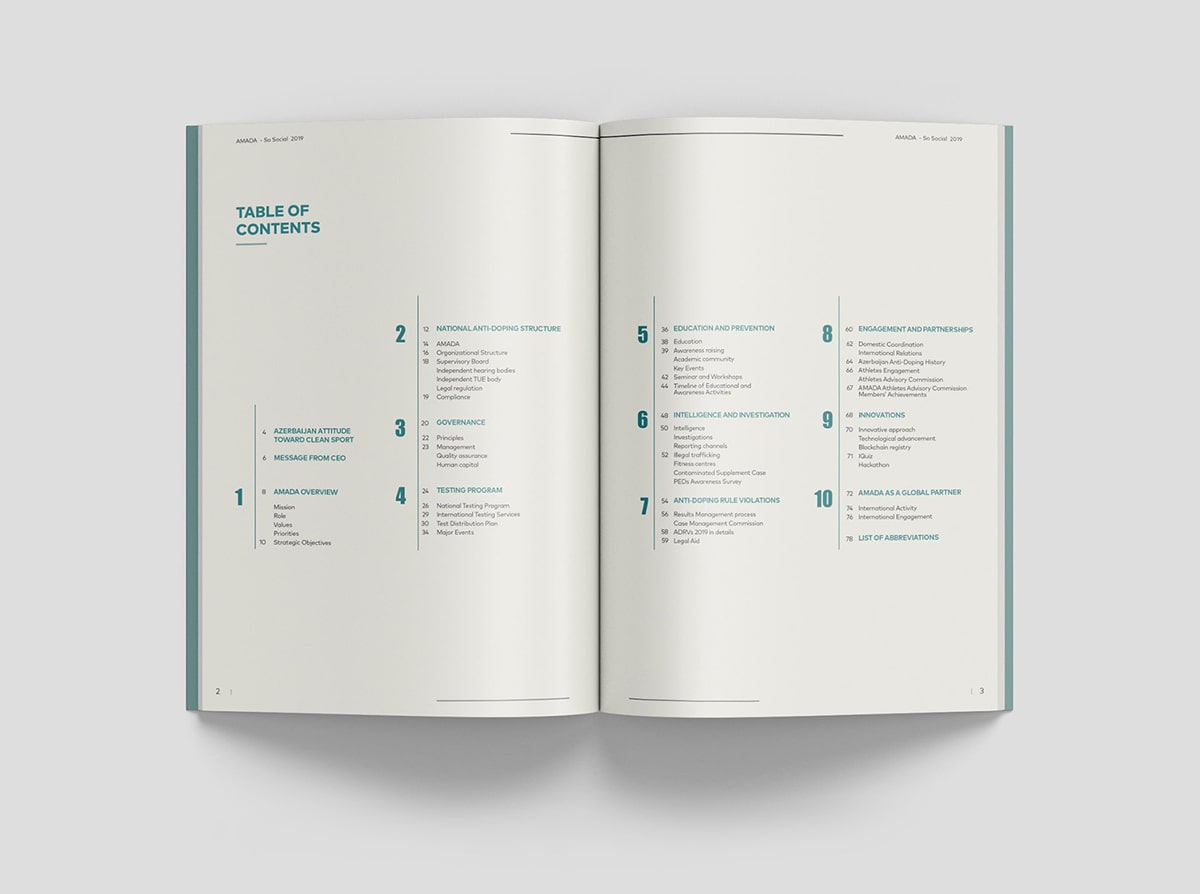 AMADA - So Social 2019
TABLE OF
CONTENTS
4 AZERBAIJAN ATTITUDE
TOWARD CLEAN SPORT
6 MESSAGE FROM CEO
1 8 AMADA OVERVIEW
Mission
Role
Values
Priorities
10 Strategic Objectives
2 12 NATIONAL ANTI-DOPING STRUCTURE
14 AMADA
16 Organizational Structure
18 Supervisory Board
Independent hearing bodies
Independent TUE body
Legal regulation
19 Compliance
3 20 GOVERNANCE
22 Principles
23 Management
Quality assurance
Human capital
4 24 TESTING PROGRAM
26 National Testing Program
29 International Testing Services
30 Test Distribution Plan
34 Major Events
2 |
AMADA - So Social 2019
5 36 EDUCATION AND PREVENTION
38 Education
39 Awareness raising
Academic community
Key Events
42 Seminar and Workshops
44 Timeline of Educational and
Awareness Activities
6 48 INTELLIGENCE AND INVESTIGATION
50 Intelligence
Investigations
Reporting channels
52 Illegal trafficking
Fitness centres
Contaminated Supplement Case
PEDs Awareness Survey
7 54 ANTI-DOPING RULE VIOLATIONS
56 Results Management process
Case Management Commission
58 ADRVs 2019 in details
59 Legal Aid
8 60 ENGAGEMENT AND PARTNERSHIPS
62 Domestic Coordination
International Relations
64 Azerbaijan Anti-Doping History
66 Athletes Engagement
Athletes Advisory Commission
67 AMADA Athletes Advisory Commission
Members' Achievements
9 68 INNOVATIONS
70 Innovative approach
Technological advancement
Blockchain registry
71 IQuiz
Hackathon
10 72 AMADA AS A GLOBAL PARTNER
74 International Activity
76 International Engagement
78 LIST OF ABBREVIATIONS
| 3